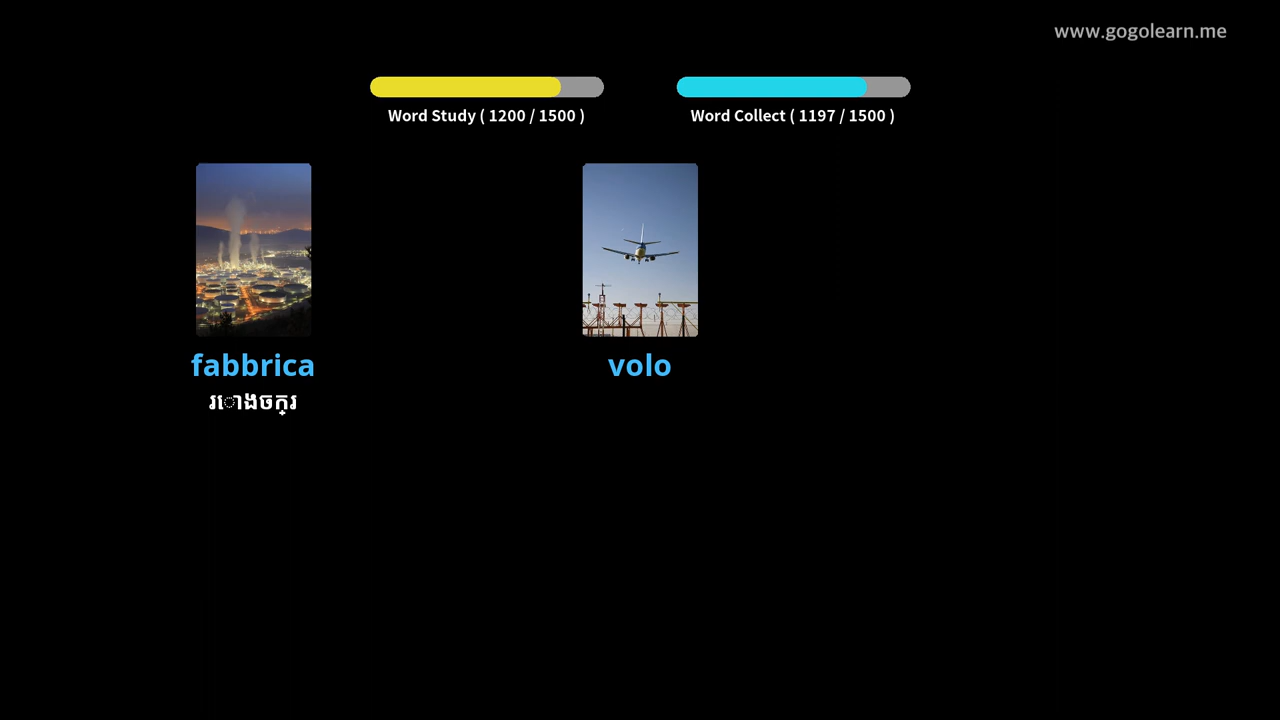 www.gogolearn.me
Word Study ( 1200 / 1500 )
Word Collect ( 1197 / 1500 )
fabbrica
volo
រោងចក្រ